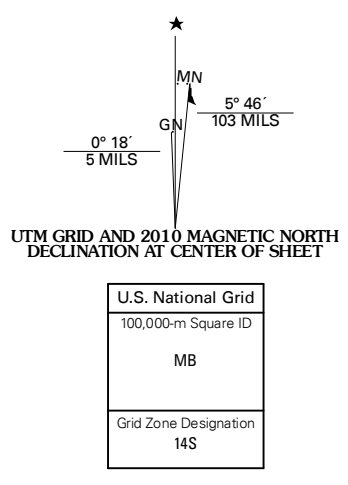 MN
GN
5° 46´
103 MILS
0° 18´
5 MILS
UTM GRID AND 2010 MAGNETIC NORTH
DECLINATION AT CENTER OF SHEET
U.S. National Grid
100,000-m Square ID
MB
Grid Zone Designation
14S